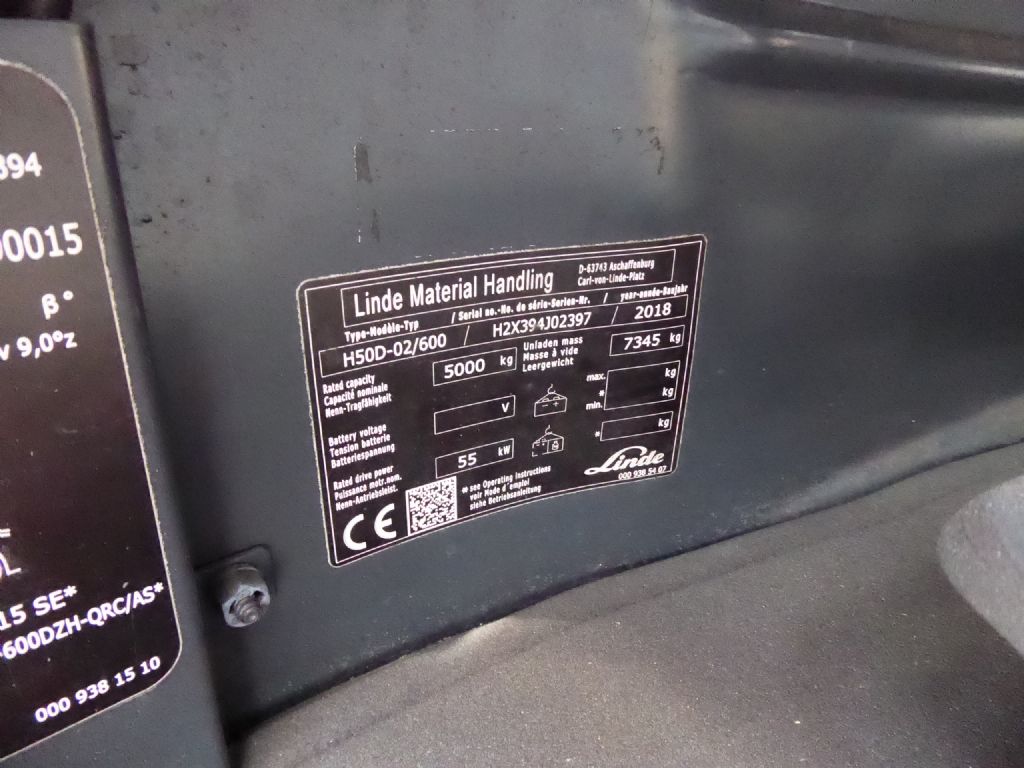 394
00015
β°
v 9,0°z
15 SE*
-600DZH-QRC/AS*
000 938 15 10
Linde Material Handling
D-63743 Aschaffenburg
Carl-von-Linde-Platz
Type-Modèle-Typ / Serial no.-No. de série-Serien-Nr. / year-année-Baujahr
H50D-02/600 / H2X394J02397 / 2018
Rated capacity
Capacité nominale
Nenn-Tragfähigkeit
5000 kg
Unladen mass
Masse à vide
Leergewicht
7345 kg
Battery voltage
Tension batterie
Batteriespannung
V
max. kg
*
min. kg
Rated drive power
Puissance motr.nom.
Nenn-Antriebsleist.
55 kW
* kg
* see Operating Instructions
voir Mode d'emploi
siehe Betriebsanleitung
CE
Linde
000 938 54 07